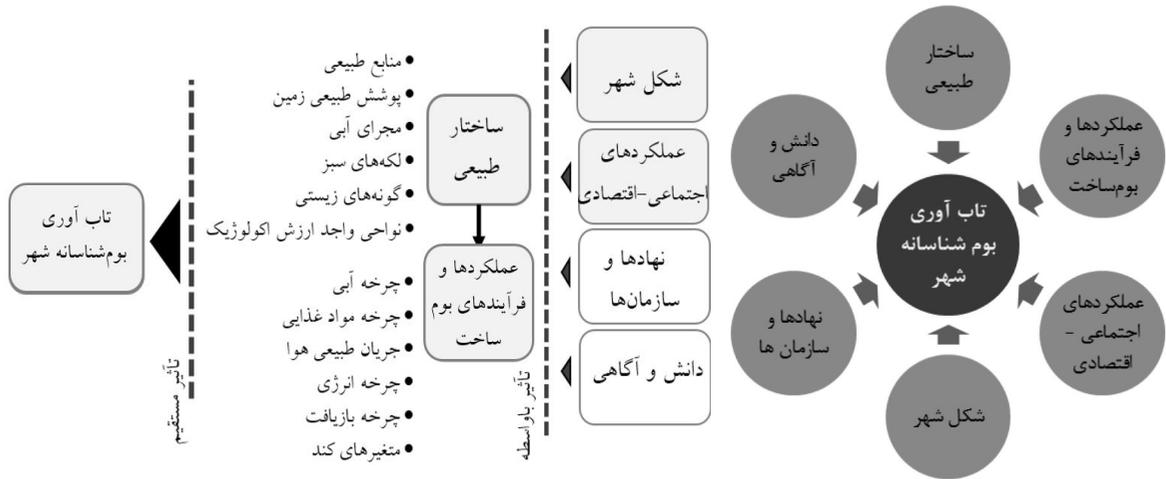 ساختار
طبیعی
عملکردها و
فرآیندهای
بوم‌ساخت
عملکردهای
اجتماعی -
اقتصادی
شکل شهر
نهادها و
سازمان ها
دانش و
آگاهی
تاب آوری
بوم شناسانه
شهر
شکل شهر
عملکردهای
اجتماعی-اقتصادی
نهادها و
سازمان‌ها
دانش و آگاهی
تأثیر باواسطه
ساختار
طبیعی
عملکردها و
فرآیندهای بوم
ساخت
• منابع طبیعی
• پوشش طبیعی زمین
• مجرای آبی
• لکه‌های سبز
• گونه‌های زیستی
• نواحی واجد ارزش اکولوژیک
• چرخه آبی
• چرخه مواد غذایی
• جریان طبیعی هوا
• چرخه انرژی
• چرخه بازیافت
• متغیرهای کند
تأثیر مستقیم
تاب آوری
بوم‌شناسانه شهر